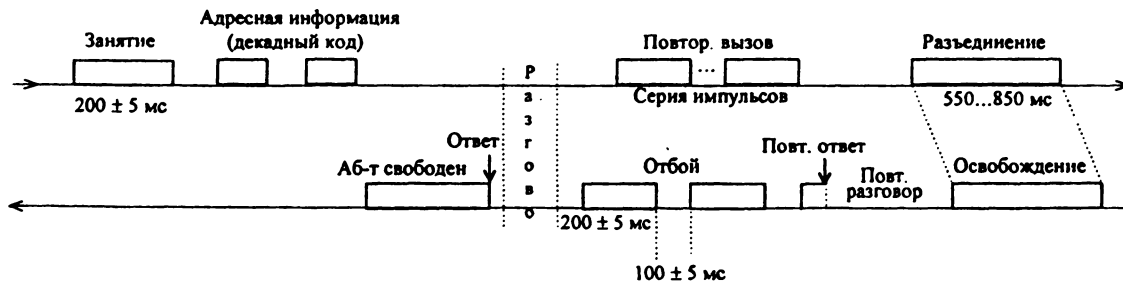 Адресная информация
Занятие
(декадный код)
Повтор. вызов
Разъединение
...
200 ± 5 мс
Серия импульсов
550...850 мс
Разговор
Ответ
Повт. ответ
Аб-т свободен
Отбой
Повт.
разговор
Освобождение
200 ± 5 мс
100 ± 5 мс